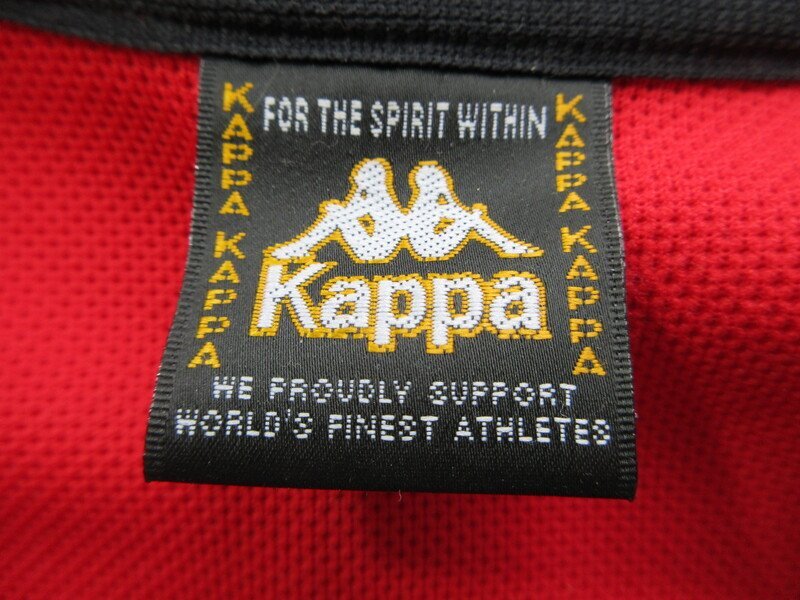 FOR THE SPIRIT WITHIN
KAPPA KAPPA
KAPPA KAPPA
Kappa
WE PROUDLY SUPPORT
WORLD'S FINEST ATHLETES